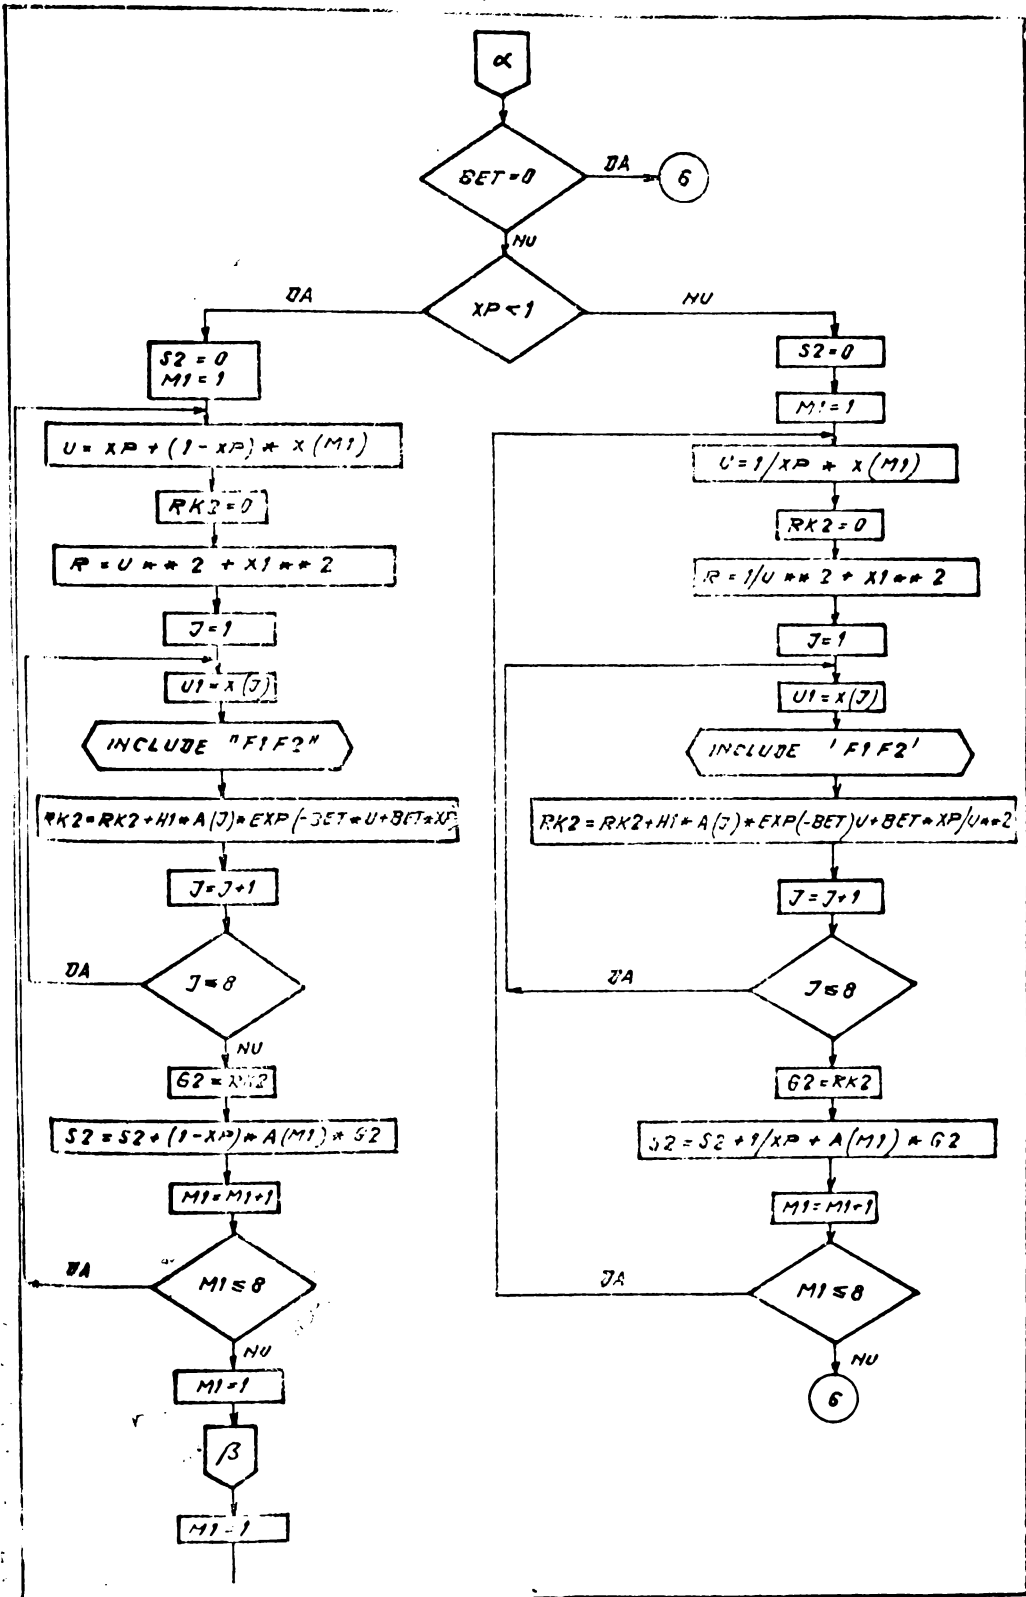 α
BET=0
DA
6
NU
XP<1
DA
NU
S2=0
M1=1
U=XP+(1-XP)*X(M1)
RK2=0
R=U**2+X1**2
J=1
U1=X(J)
INCLUDE "F1F2"
RK2=RK2+H1*A(J)*EXP(-BET*U+BET*XP
J=J+1
J≤8
DA
NU
G2=RK2
S2=S2+(1-XP)*A(M1)*G2
M1=M1+1
M1≤8
DA
NU
M1=1
β
M1=1
S2=0
M1=1
U=1/XP*X(M1)
RK2=0
R=1/U**2+X1**2
J=1
U1=X(J)
INCLUDE 'F1F2'
RK2=RK2+H1*A(J)*EXP(-BET)U+BET*XP/U**2
J=J+1
J≤8
DA
G2=RK2
S2=S2+1/XP+A(M1)*G2
M1=M1+1
M1≤8
DA
NU
6